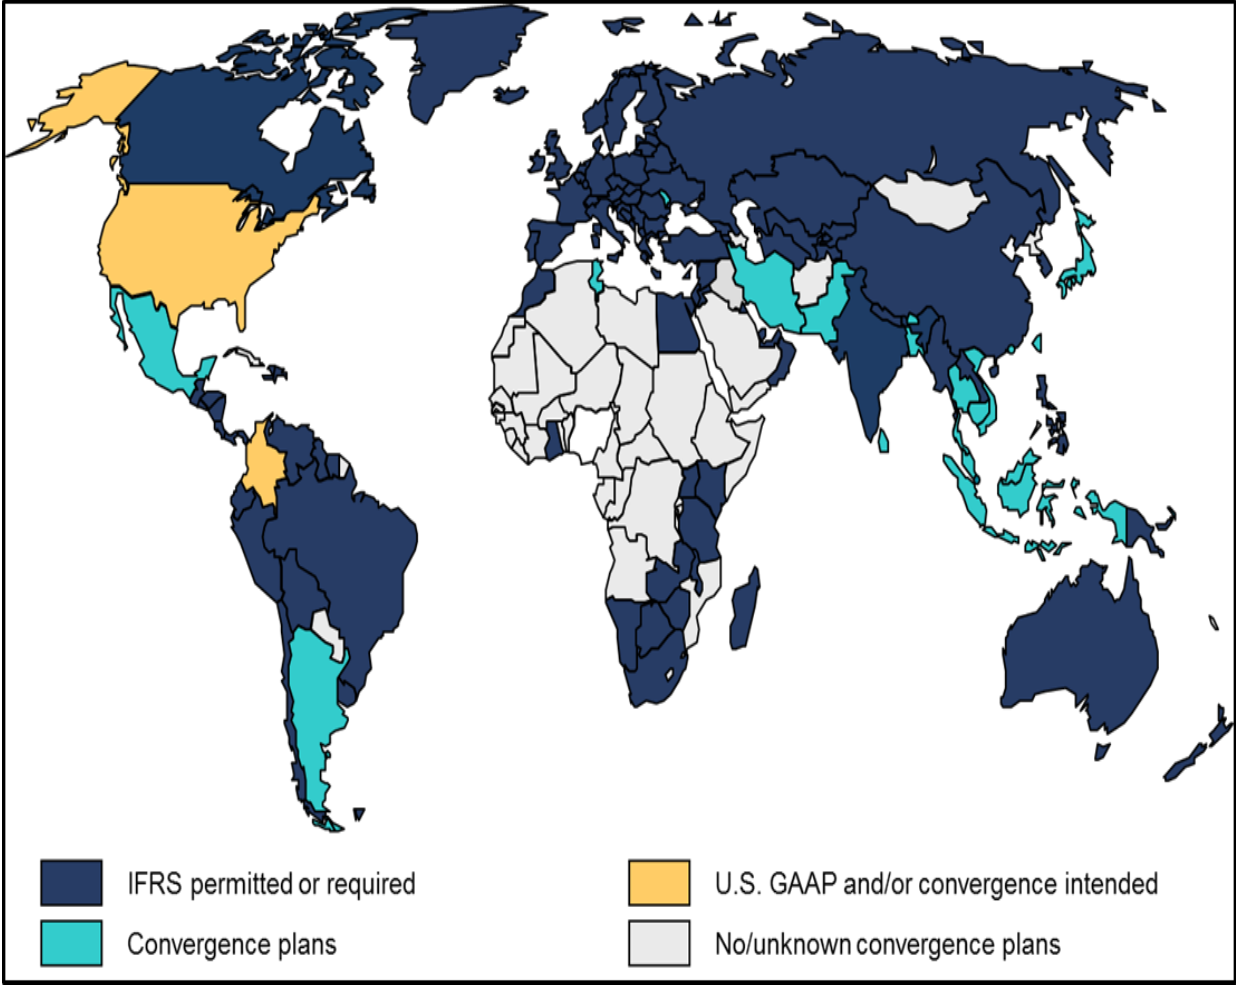 IFRS permitted or required
U.S. GAAP and/or convergence intended
Convergence plans
No/unknown convergence plans